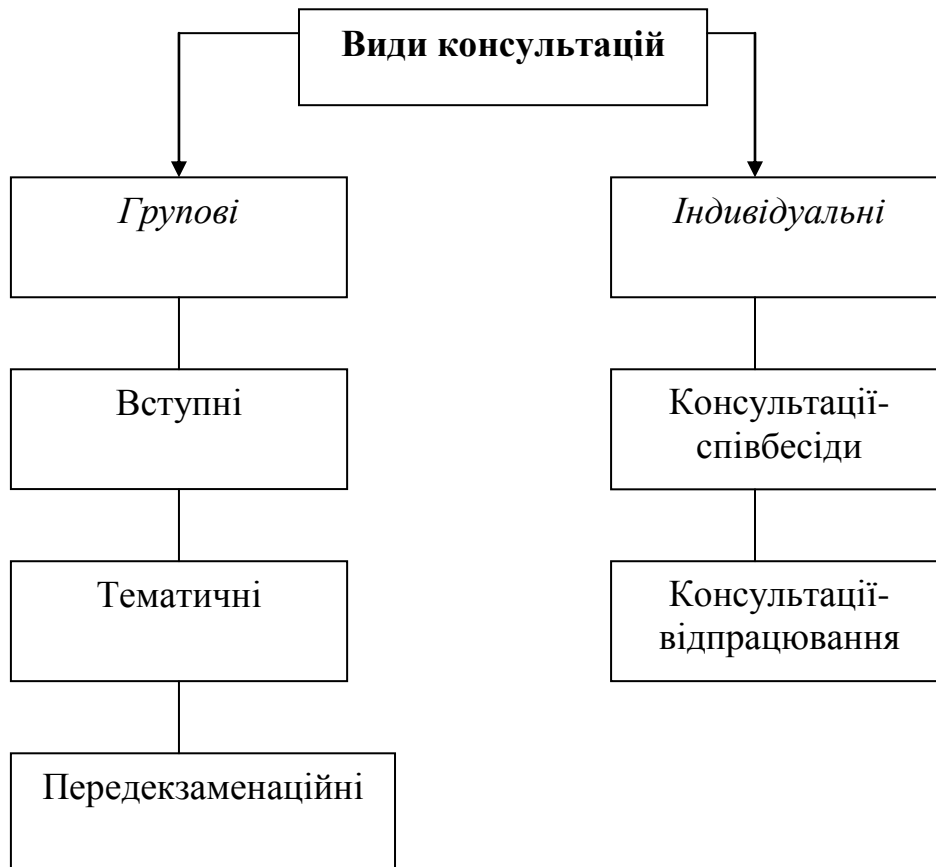 Види консультацій
Групові
Індивідуальні
Вступні
Консультації-
співбесіди
Тематичні
Консультації-
відпрацювання
Передекзаменаційні